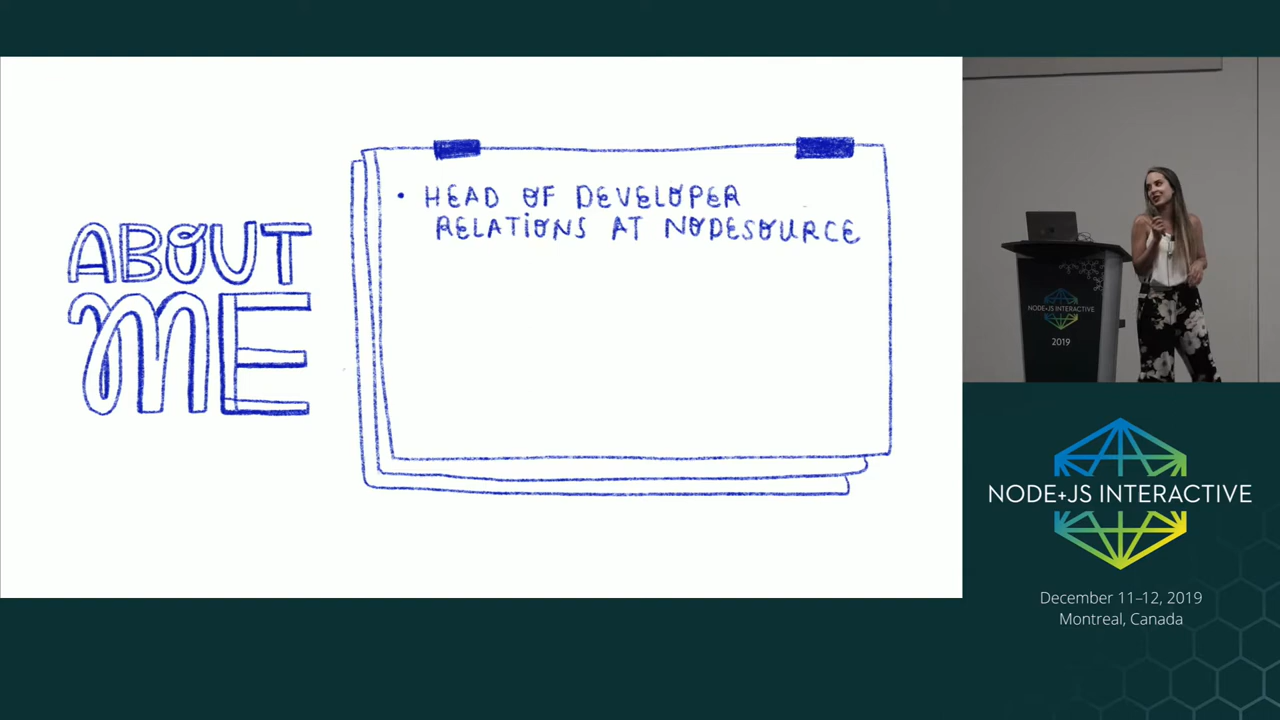 ABOUT
ME
• HEAD OF DEVELOPER
RELATIONS AT NODESOURCE
NODE+JS INTERACTIVE
2019
NODE+JS INTERACTIVE
December 11–12, 2019
Montreal, Canada